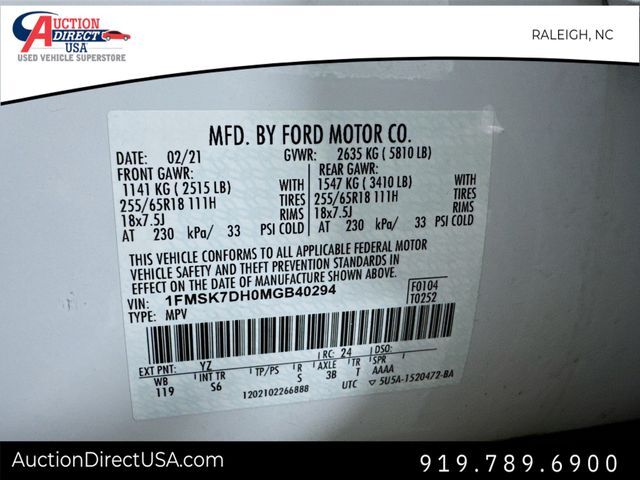 AUCTION
DIRECT
USA
USED VEHICLE SUPERSTORE
RALEIGH, NC
MFD. BY FORD MOTOR CO.
DATE: 02/21 GVWR: 2635 KG ( 5810 LB)
FRONT GAWR: REAR GAWR:
1141 KG ( 2515 LB) WITH 1547 KG ( 3410 LB) WITH
255/65R18 111H TIRES 255/65R18 111H TIRES
18x7.5J RIMS 18x7.5J RIMS
AT 230 kPa/ 33 PSI COLD AT 230 kPa/ 33 PSI COLD
THIS VEHICLE CONFORMS TO ALL APPLICABLE FEDERAL MOTOR
VEHICLE SAFETY AND THEFT PREVENTION STANDARDS IN
EFFECT ON THE DATE OF MANUFACTURE SHOWN ABOVE.
VIN: 1FMSK7DH0MGB40294 F0104
TYPE: MPV T0252
EXT PNT: YZ RC: 24 DSO:
WB INT TR TP/PS R AXLE TR SPR
119 S6 S 3B T AAAA
1202102266888 UTC ▽ 5U5A-1520472-BA
AuctionDirectUSA.com 919.789.6900